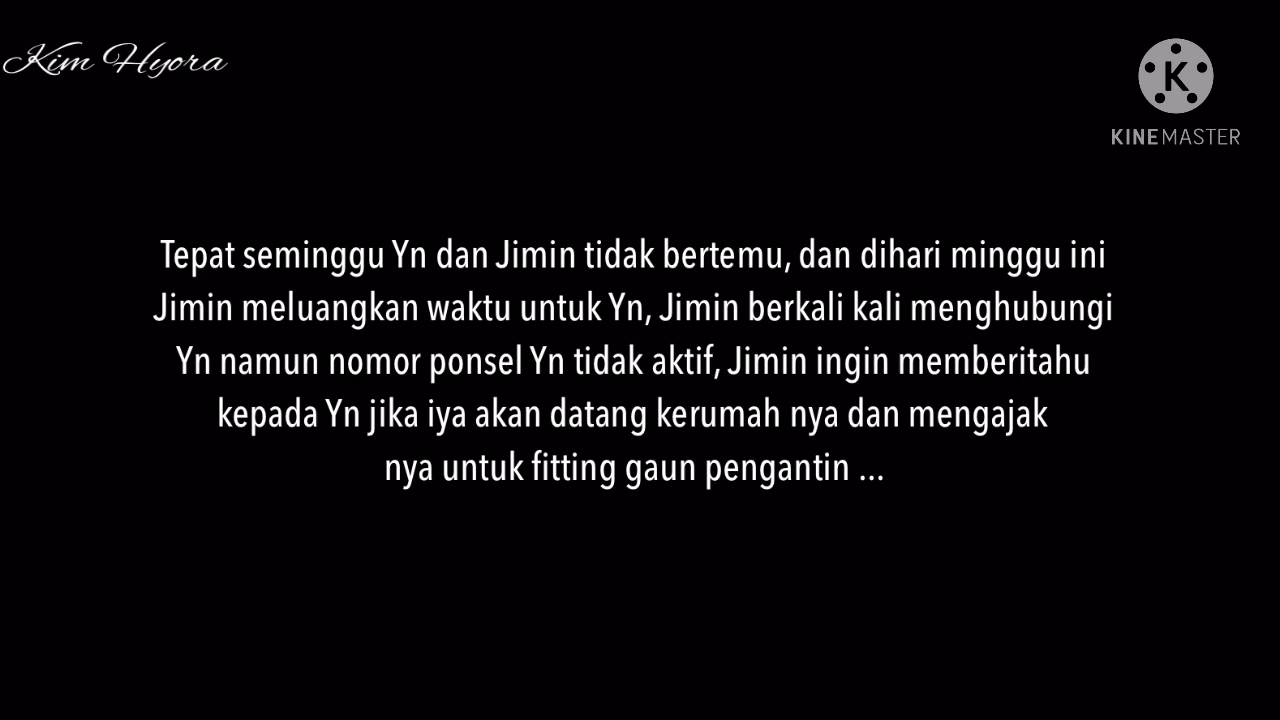 Kim Hyora
K
KINEMASTER
Tepat seminggu Yn dan Jimin tidak bertemu, dan dihari minggu ini
Jimin meluangkan waktu untuk Yn, Jimin berkali kali menghubungi
Yn namun nomor ponsel Yn tidak aktif, Jimin ingin memberitahu
kepada Yn jika iya akan datang kerumah nya dan mengajak
nya untuk fitting gaun pengantin ...